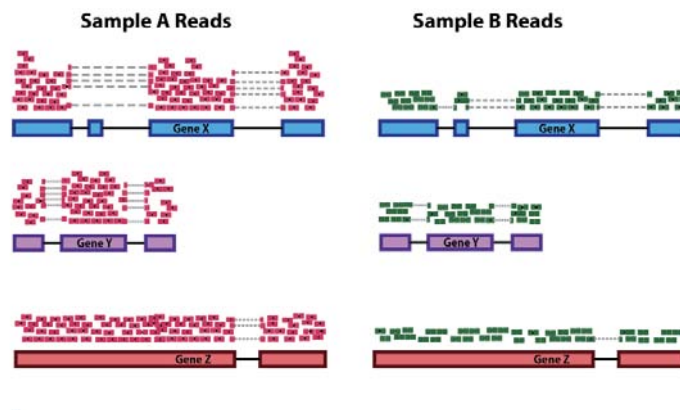 Sample A Reads
Sample B Reads
Gene X
Gene X
Gene Y
Gene Y
Gene Z
Gene Z